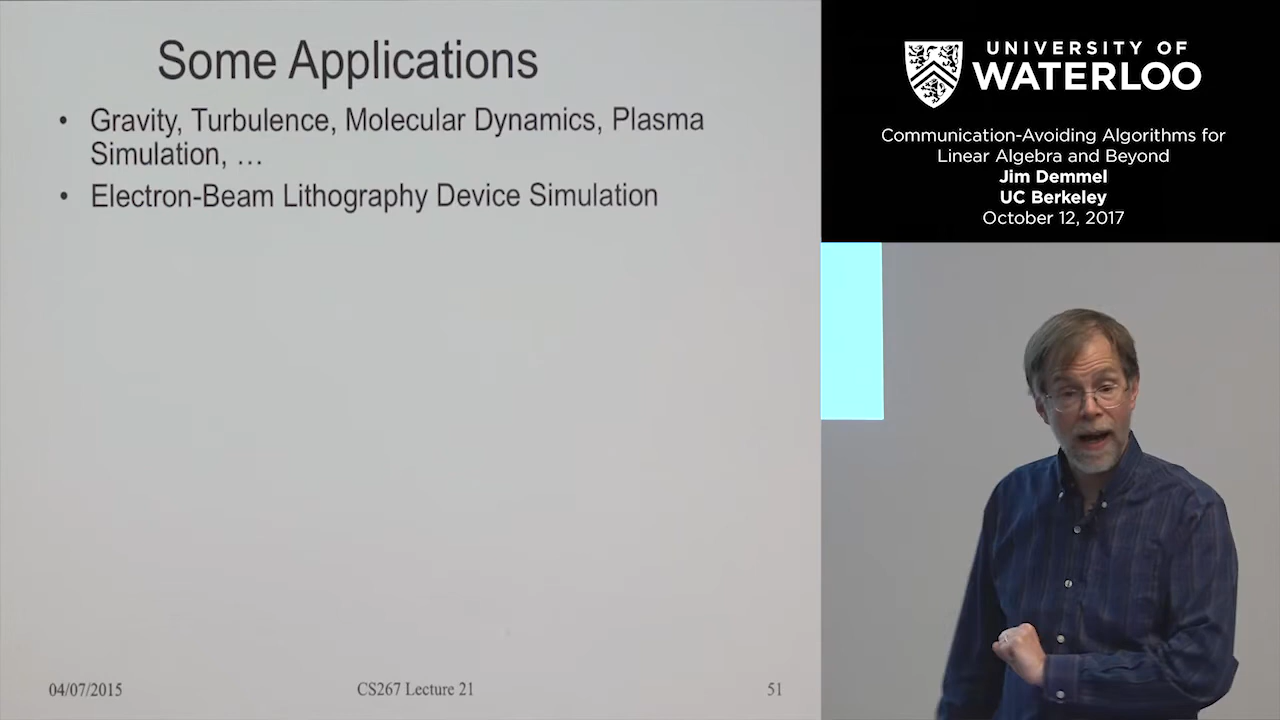 Some Applications
• Gravity, Turbulence, Molecular Dynamics, Plasma
Simulation, …
• Electron-Beam Lithography Device Simulation
04/07/2015
CS267 Lecture 21
51
UNIVERSITY OF
WATERLOO
Communication-Avoiding Algorithms for
Linear Algebra and Beyond
Jim Demmel
UC Berkeley
October 12, 2017